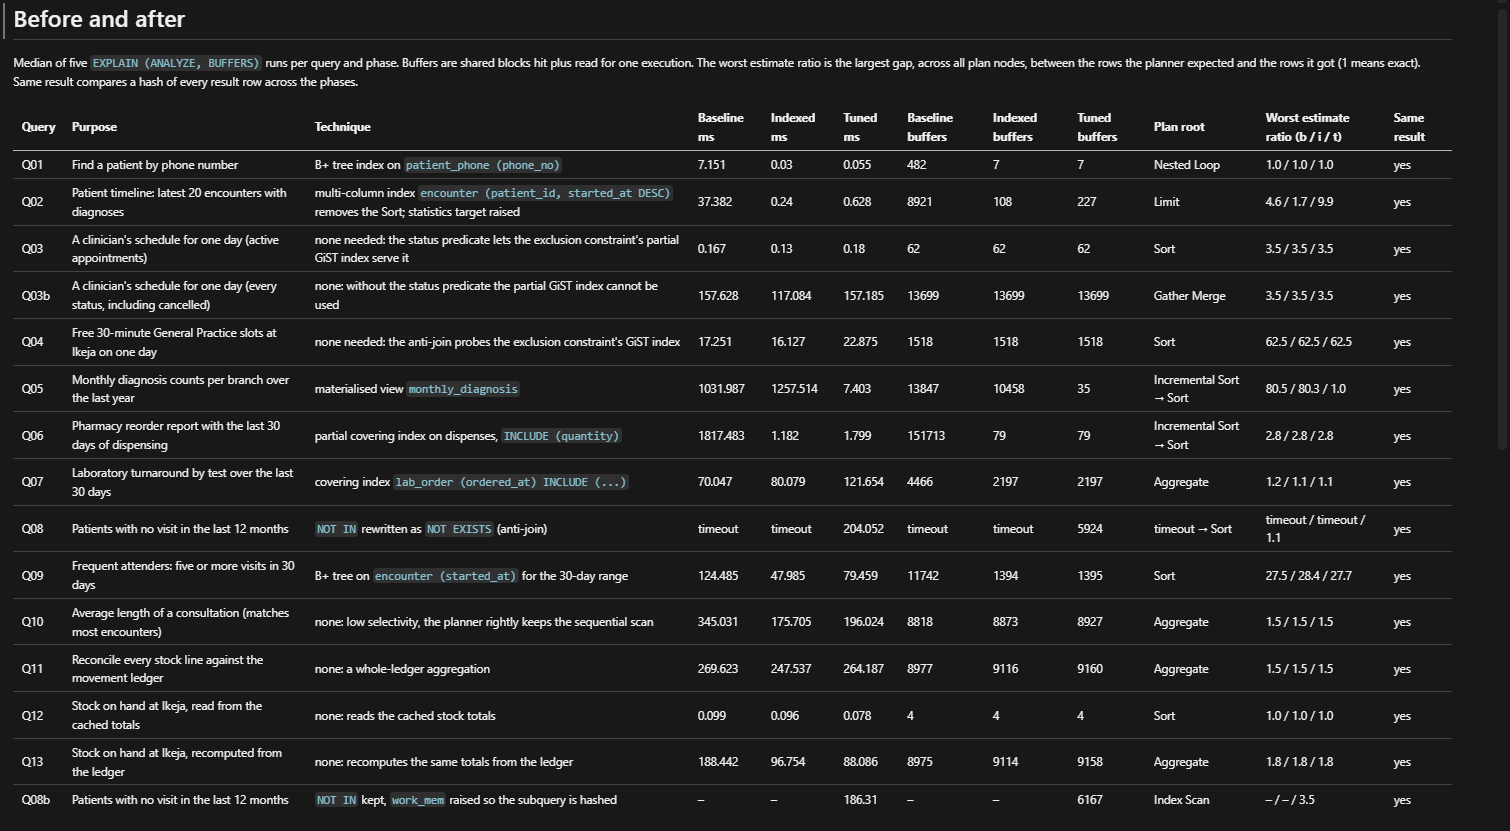 Before and after
Median of five EXPLAIN (ANALYZE, BUFFERS) runs per query and phase. Buffers are shared blocks hit plus read for one execution. The worst estimate ratio is the largest gap, across all plan nodes, between the rows the planner expected and the rows it got (1 means exact).
Same result compares a hash of every result row across the phases.
Query Purpose Technique Baseline ms Indexed ms Tuned ms Baseline buffers Indexed buffers Tuned buffers Plan root Worst estimate ratio (b / i / t) Same result
Q01 Find a patient by phone number B+ tree index on patient_phone (phone_no) 7.151 0.03 0.055 482 7 7 Nested Loop 1.0 / 1.0 / 1.0 yes
Q02 Patient timeline: latest 20 encounters with diagnoses multi-column index encounter (patient_id, started_at DESC) removes the Sort; statistics target raised 37.382 0.24 0.628 8921 108 227 Limit 4.6 / 1.7 / 9.9 yes
Q03 A clinician's schedule for one day (active appointments) none needed: the status predicate lets the exclusion constraint's partial GiST index serve it 0.167 0.13 0.18 62 62 62 Sort 3.5 / 3.5 / 3.5 yes
Q03b A clinician's schedule for one day (every status, including cancelled) none: without the status predicate the partial GiST index cannot be used 157.628 117.084 157.185 13699 13699 13699 Gather Merge 3.5 / 3.5 / 3.5 yes
Q04 Free 30-minute General Practice slots at Ikeja on one day none needed: the anti-join probes the exclusion constraint's GiST index 17.251 16.127 22.875 1518 1518 1518 Sort 62.5 / 62.5 / 62.5 yes
Q05 Monthly diagnosis counts per branch over the last year materialised view monthly_diagnosis 1031.987 1257.514 7.403 13847 10458 35 Incremental Sort → Sort 80.5 / 80.3 / 1.0 yes
Q06 Pharmacy reorder report with the last 30 days of dispensing partial covering index on dispenses, INCLUDE (quantity) 1817.483 1.182 1.799 151713 79 79 Incremental Sort → Sort 2.8 / 2.8 / 2.8 yes
Q07 Laboratory turnaround by test over the last 30 days covering index lab_order (ordered_at) INCLUDE (...) 70.047 80.079 121.654 4466 2197 2197 Aggregate 1.2 / 1.1 / 1.1 yes
Q08 Patients with no visit in the last 12 months NOT IN rewritten as NOT EXISTS (anti-join) timeout timeout 204.052 timeout timeout 5924 timeout → Sort timeout / timeout / 1.1 yes
Q09 Frequent attenders: five or more visits in 30 days B+ tree on encounter (started_at) for the 30-day range 124.485 47.985 79.459 11742 1394 1395 Sort 27.5 / 28.4 / 27.7 yes
Q10 Average length of a consultation (matches most encounters) none: low selectivity, the planner rightly keeps the sequential scan 345.031 175.705 196.024 8818 8873 8927 Aggregate 1.5 / 1.5 / 1.5 yes
Q11 Reconcile every stock line against the movement ledger none: a whole-ledger aggregation 269.623 247.537 264.187 8977 9116 9160 Aggregate 1.5 / 1.5 / 1.5 yes
Q12 Stock on hand at Ikeja, read from the cached totals none: reads the cached stock totals 0.099 0.096 0.078 4 4 4 Sort 1.0 / 1.0 / 1.0 yes
Q13 Stock on hand at Ikeja, recomputed from the ledger none: recomputes the same totals from the ledger 188.442 96.754 88.086 8975 9114 9158 Aggregate 1.8 / 1.8 / 1.8 yes
Q08b Patients with no visit in the last 12 months NOT IN kept, work_mem raised so the subquery is hashed – – 186.31 – – 6167 Index Scan – / – / 3.5 yes